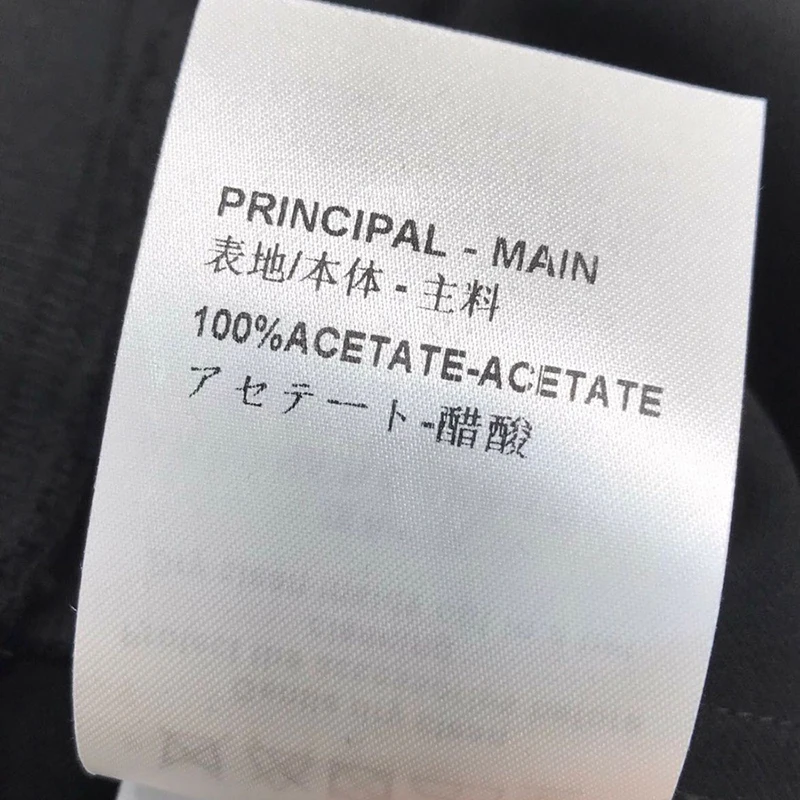 PRINCIPAL - MAIN
表地/本体 - 主料
100%ACETATE-ACETATE
アセテート-醋酸